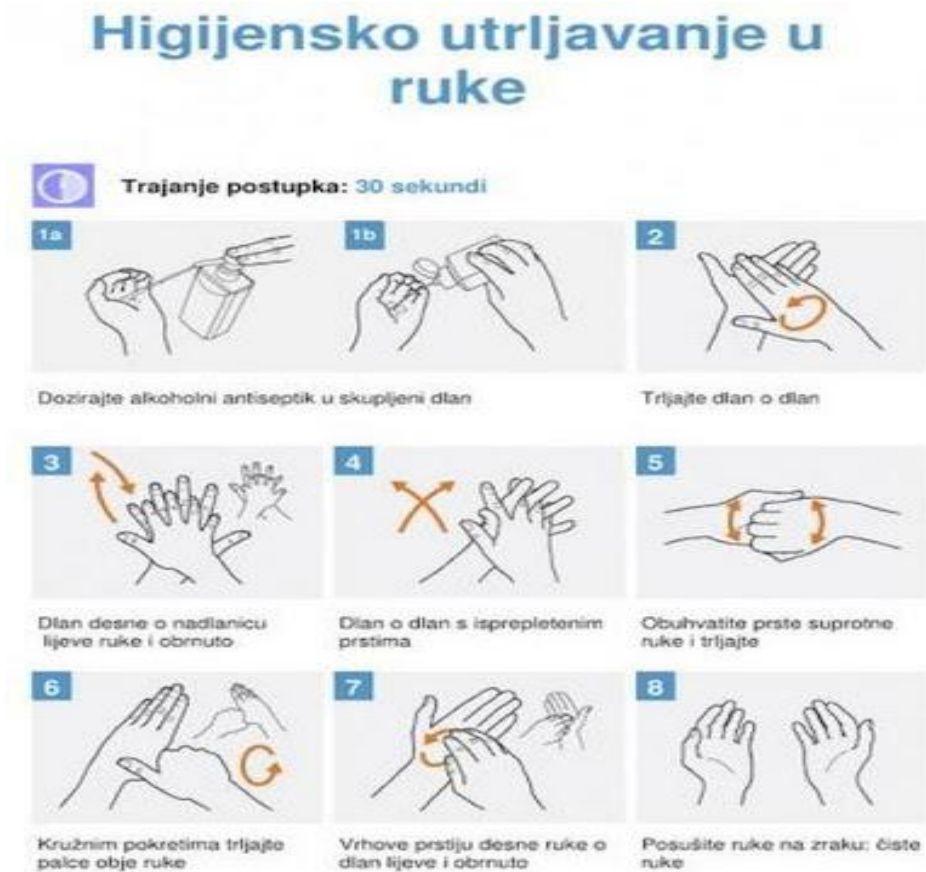 Higijensko utrljavanje u
ruke
Trajanje postupka: 30 sekundi
1a
1b
2
Dozirajte alkoholni antiseptik u skupljeni dlan
Trljajte dlan o dlan
3
4
5
Dlan desne o nadlanicu
lijeve ruke i obrnuto
Dlan o dlan s isprepletenim
prstima
Obuhvatite prste suprotne
ruke i trljajte
6
7
8
Kružnim pokretima trljajte
palce obje ruke
Vrhove prstiju desne ruke o
dlan lijeve i obrnuto
Posušite ruke na zraku: čiste
ruke